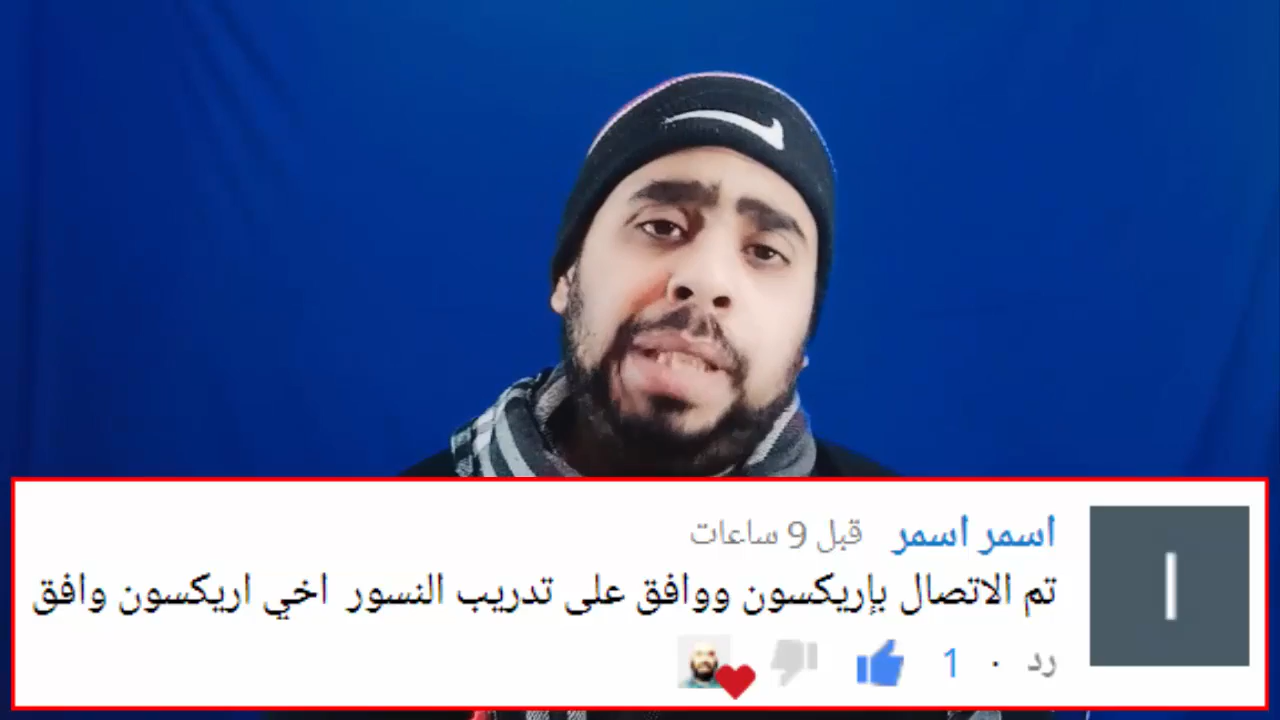 اسمر اسمر قبل 9 ساعات
تم الاتصال بإريكسون ووافق على تدريب النسور اخي اريكسون وافق
رد · 1
ا